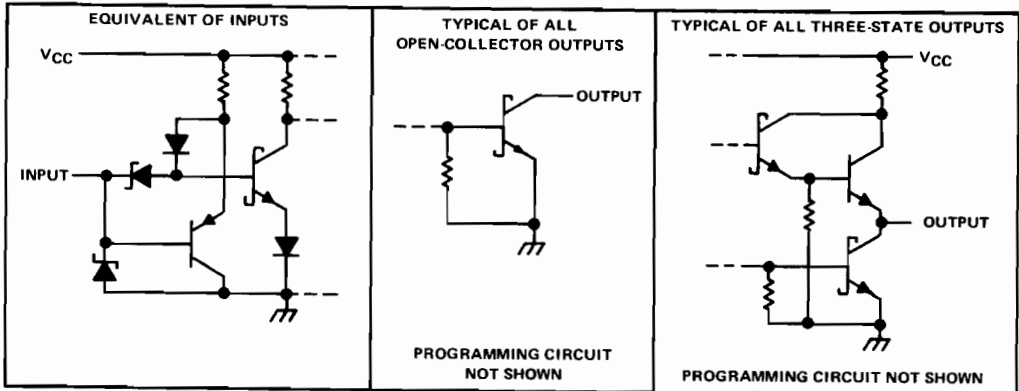 EQUIVALENT OF INPUTS
VCC
INPUT
TYPICAL OF ALL
OPEN-COLLECTOR OUTPUTS
OUTPUT
PROGRAMMING CIRCUIT
NOT SHOWN
TYPICAL OF ALL THREE-STATE OUTPUTS
VCC
OUTPUT
PROGRAMMING CIRCUIT NOT SHOWN